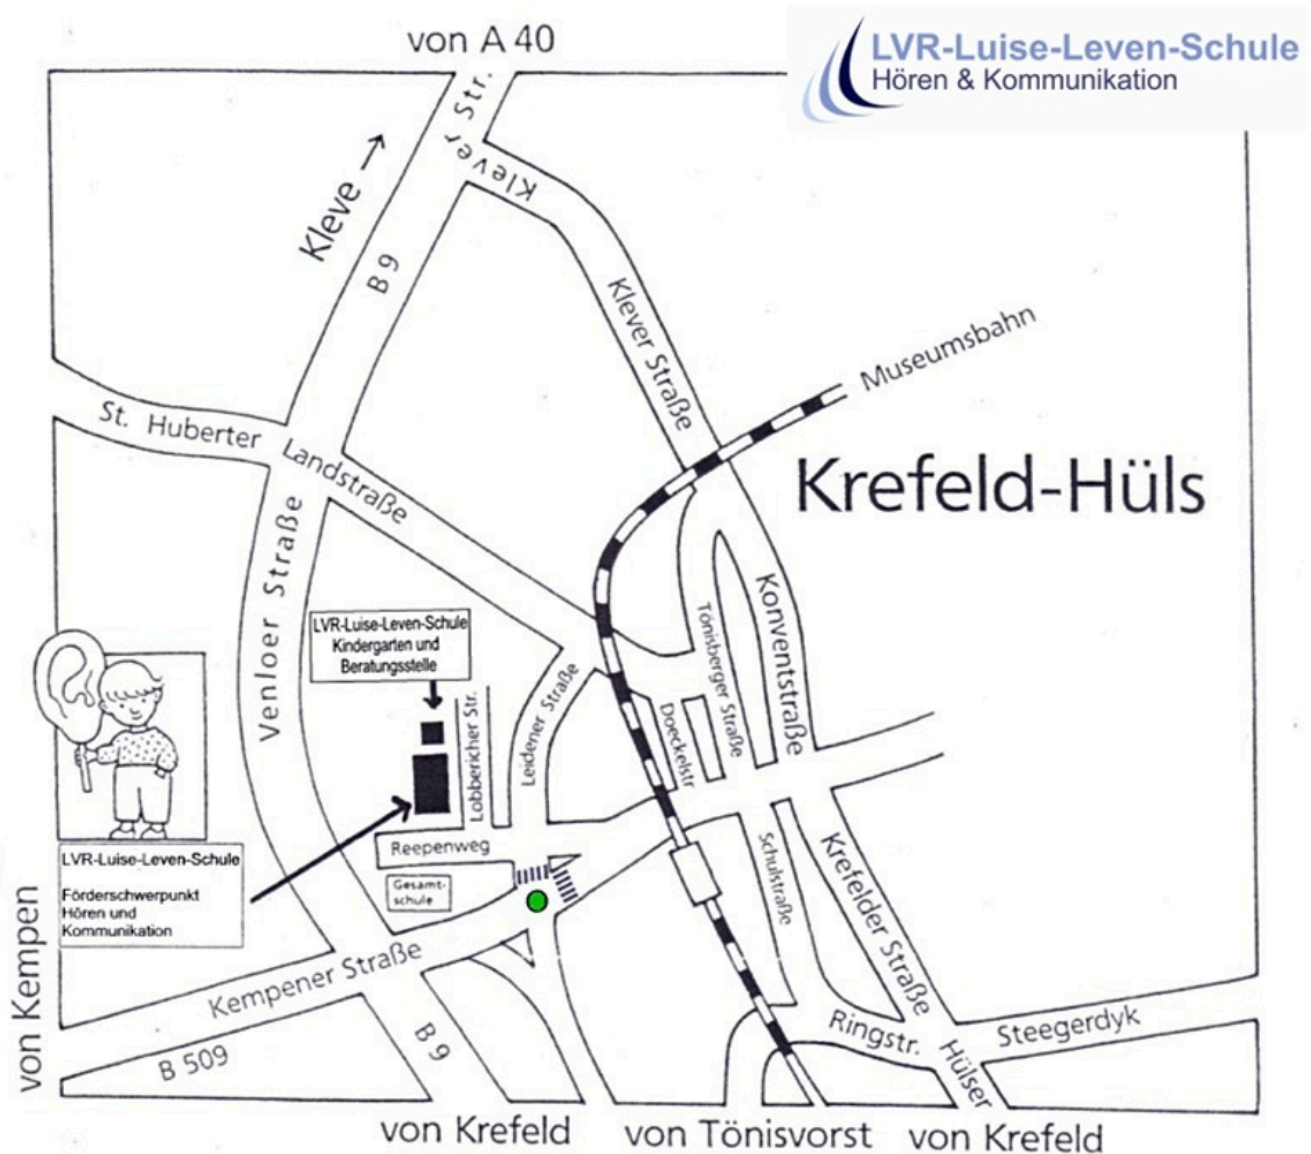 von A 40
LVR-Luise-Leven-Schule
Hören & Kommunikation
Klever Str.
Klever
Kleve
B 9
Klever Straße
Museumsbahn
St. Huberter Landstraße
Krefeld-Hüls
Venloer Straße
LVR-Luise-Leven-Schule
Kindergarten und
Beratungsstelle
Konventstraße
Tönisberger Straße
Leidener Straße
Lobbericher Str.
Doeckelstr
Reepenweg
LVR-Luise-Leven-Schule
Förderschwerpunkt
Hören und
Kommunikation
Gesamt-
schule
Schulstraße
Krefelder Straße
von Kempen
Kempener Straße
B 509
B 9
Ringstr.
Steegerdyk
Hülser
von Krefeld
von Tönisvorst
von Krefeld